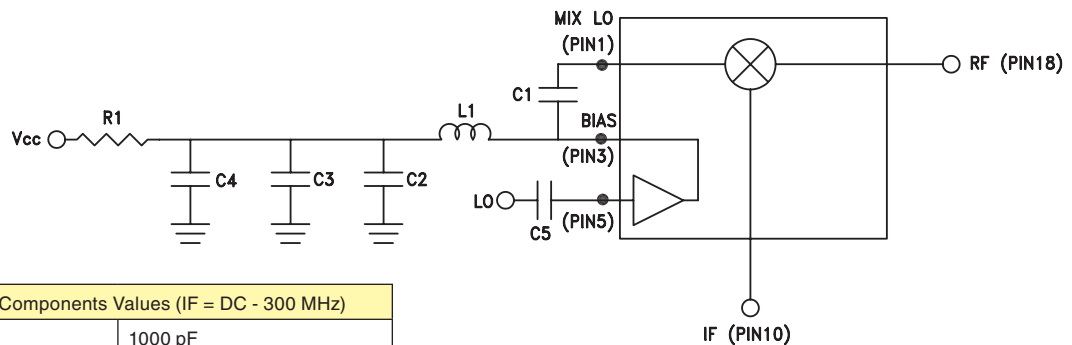 MIX LO
(PIN1)
RF (PIN18)
C1
R1
L1
BIAS
Vcc
(PIN3)
C4
C3
C2
LO
C5
(PIN5)
Components Values (IF = DC - 300 MHz)
1000 pF
IF (PIN10)